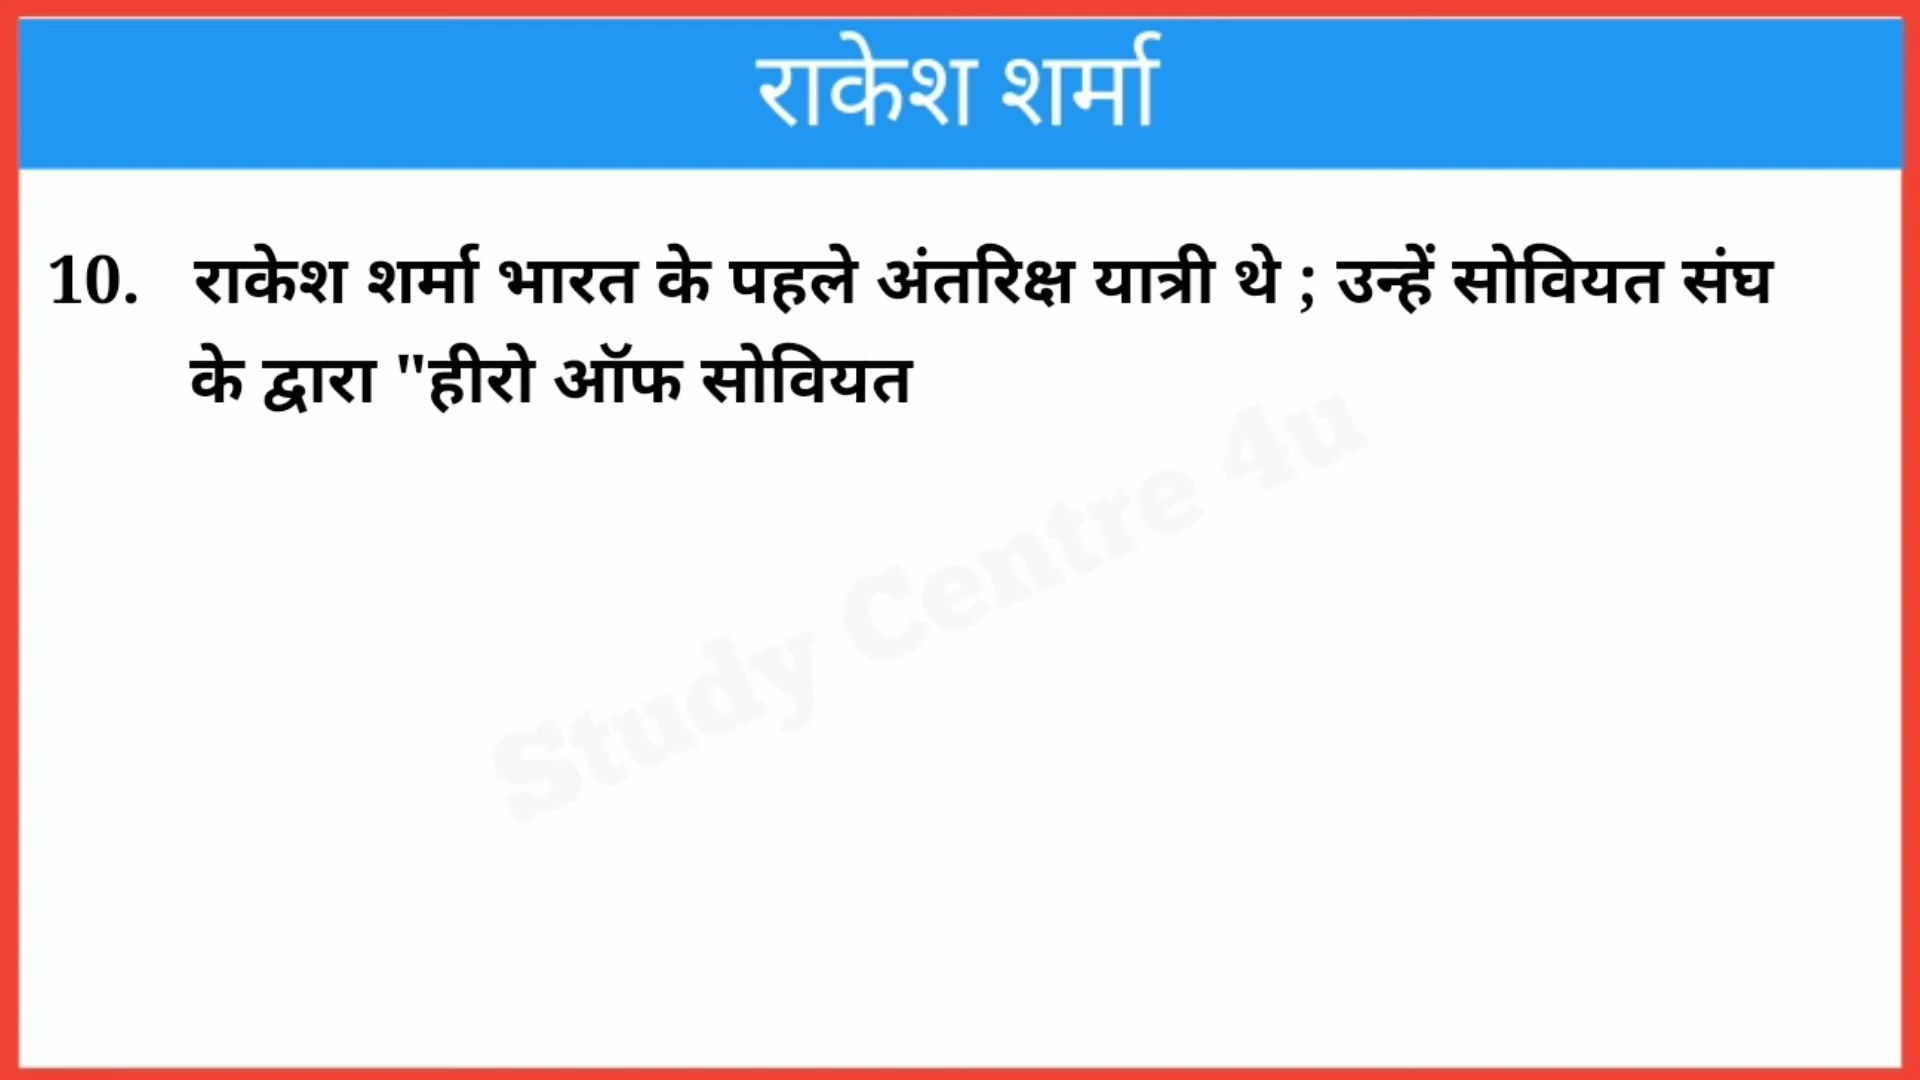 राकेश शर्मा
10. राकेश शर्मा भारत के पहले अंतरिक्ष यात्री थे ; उन्हें सोवियत संघ
के द्वारा "हीरो ऑफ सोवियत
Study Centre 4u